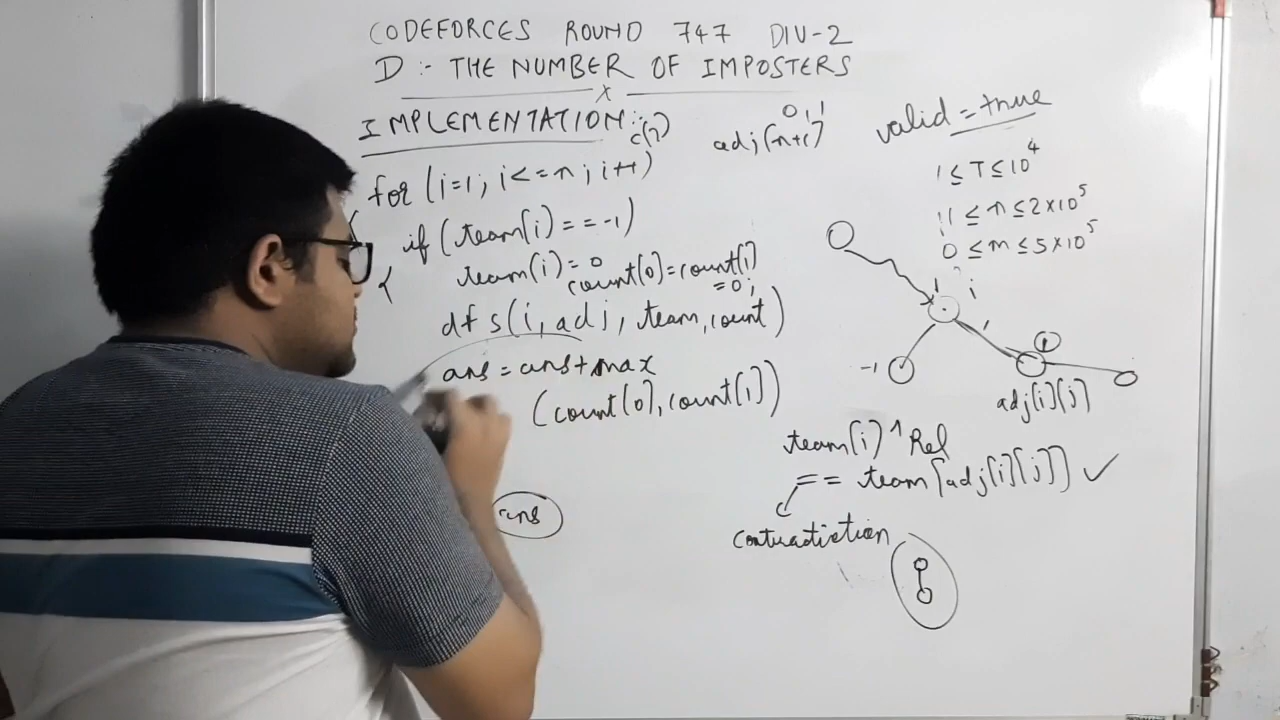 CODEFORCES ROUND 747 DIV-2
D :- THE NUMBER OF IMPOSTERS
x
IMPLEMENTATION :-
for (i=1; i<=n; i++)
{
if (team(i) == -1)
{
team(i)=0
count(0)=count(1)
=0;
dfs(i, adj, team, count)
ans = ans + max
(count(0), count(1))
ans
0, 1
adj(n+1)
valid = true
1 ≤ T ≤ 10^4
1 ≤ n ≤ 2×10^5
0 ≤ m ≤ 5×10^5
i
-1
adj[i][j]
team(i) ^ Rel
== team[adj[i][j]] ✓
contradiction